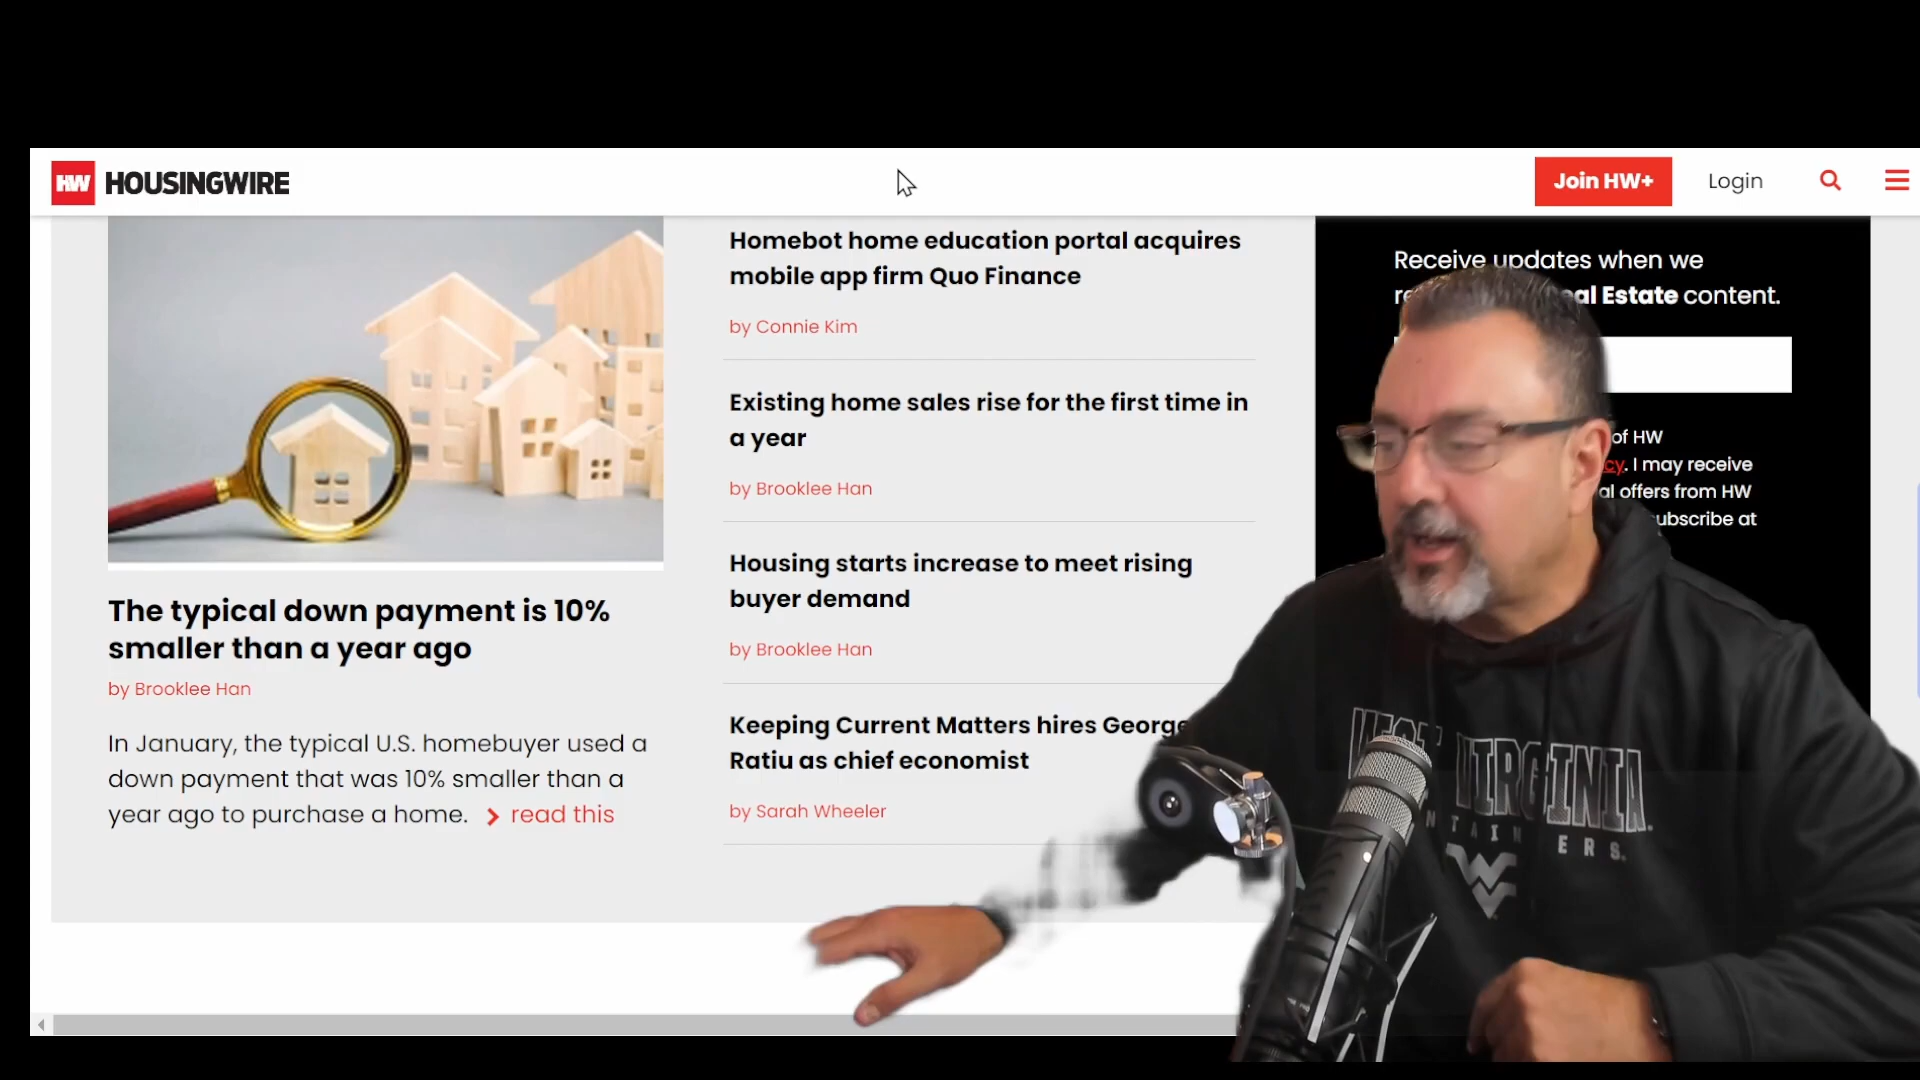 HW HOUSINGWIRE
Join HW+
Login
Homebot home education portal acquires
mobile app firm Quo Finance
by Connie Kim
Existing home sales rise for the first time in
a year
by Brooklee Han
Housing starts increase to meet rising
buyer demand
by Brooklee Han
Keeping Current Matters hires George
Ratiu as chief economist
by Sarah Wheeler
The typical down payment is 10%
smaller than a year ago
by Brooklee Han
In January, the typical U.S. homebuyer used a
down payment that was 10% smaller than a
year ago to purchase a home. read this
Receive updates when we
Estate content.
of HW
I may receive
offers from HW
at
WEST VIRGINIA
WV